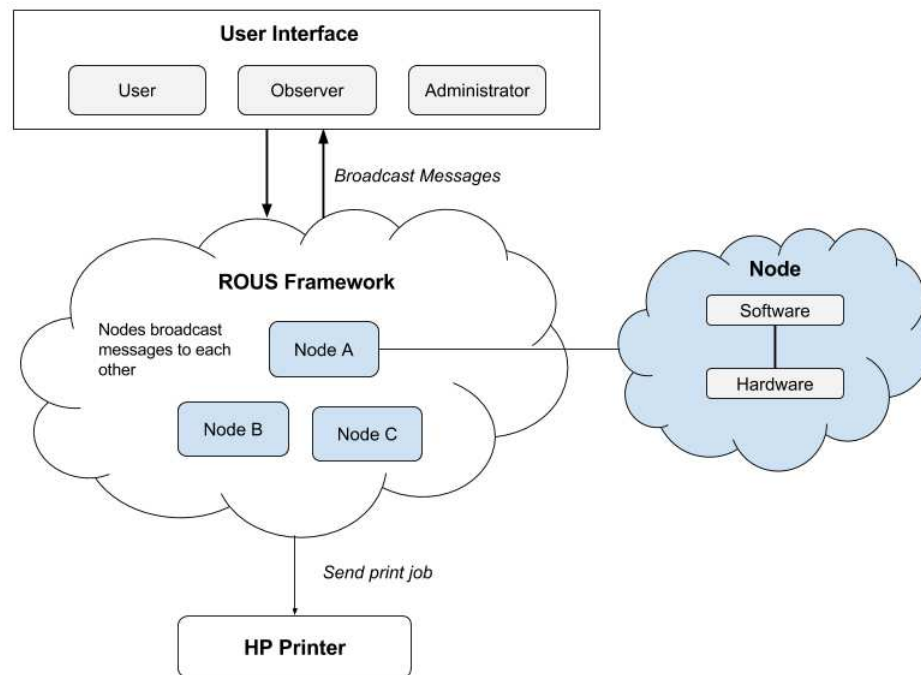 User Interface
User
Observer
Administrator
Broadcast Messages
ROUS Framework
Nodes broadcast
messages to each
other
Node A
Node B
Node C
Node
Software
Hardware
Send print job
HP Printer